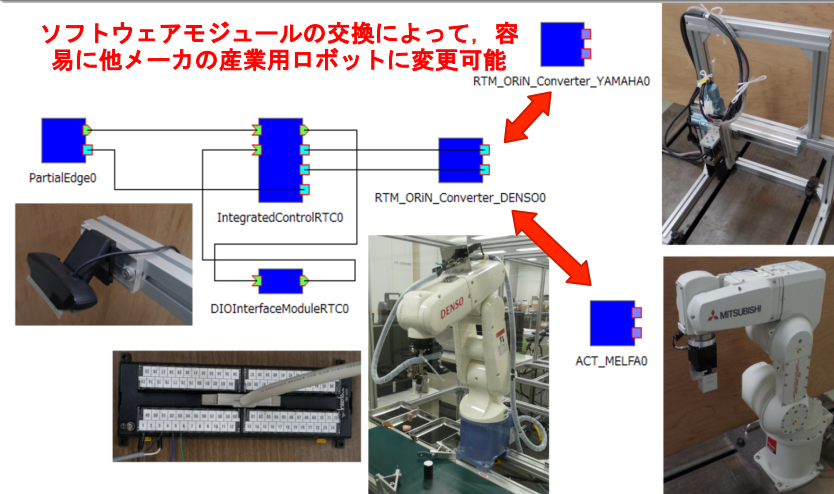 ソフトウェアモジュールの交換によって，容
易に他メーカの産業用ロボットに変更可能
RTM_ORiN_Converter_YAMAHA0
PartialEdge0
IntegratedControlRTC0
RTM_ORiN_Converter_DENSO0
DIOInterfaceModuleRTC0
ACT_MELFA0
DENSO
MITSUBISHI